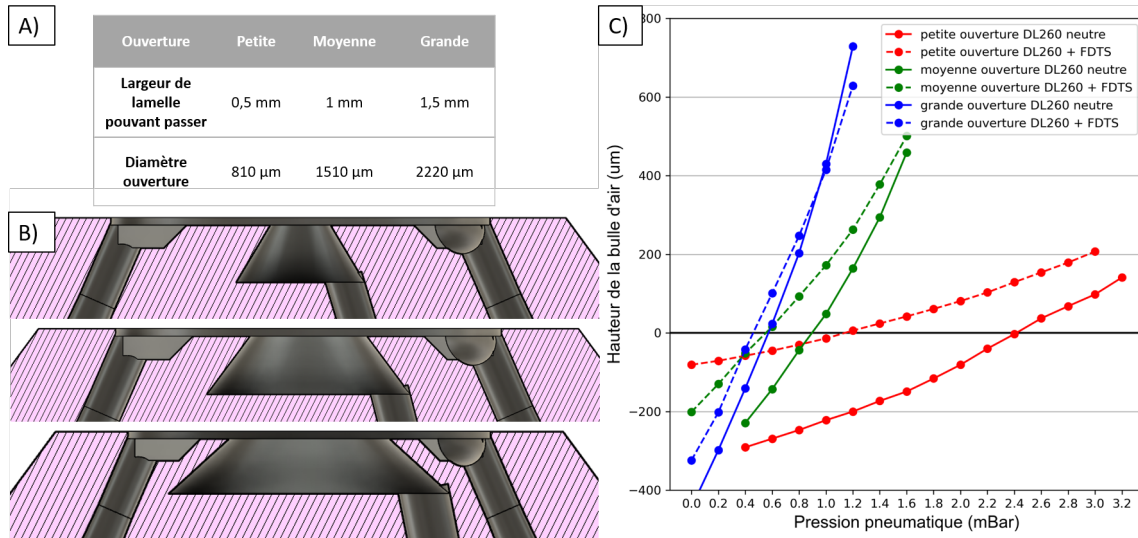 A)
Ouverture Petite Moyenne Grande
Largeur de
lamelle
pouvant passer
0,5 mm 1 mm 1,5 mm
Diamètre
ouverture
810 µm 1510 µm 2220 µm
B)
C)
800
600
400
200
0
−200
−400
Hauteur de la bulle d'air (um)
petite ouverture DL260 neutre
petite ouverture DL260 + FDTS
moyenne ouverture DL260 neutre
moyenne ouverture DL260 + FDTS
grande ouverture DL260 neutre
grande ouverture DL260 + FDTS
0.0 0.2 0.4 0.6 0.8 1.0 1.2 1.4 1.6 1.8 2.0 2.2 2.4 2.6 2.8 3.0 3.2
Pression pneumatique (mBar)